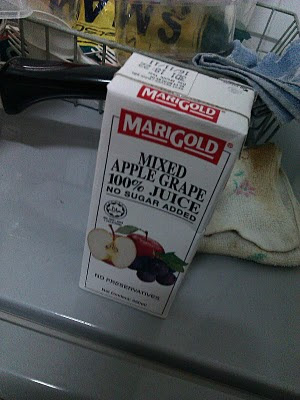 MARIGOLD
MARIGOLD
MIXED
APPLE GRAPE
100% JUICE
NO SUGAR ADDED
NO PRESERVATIVES